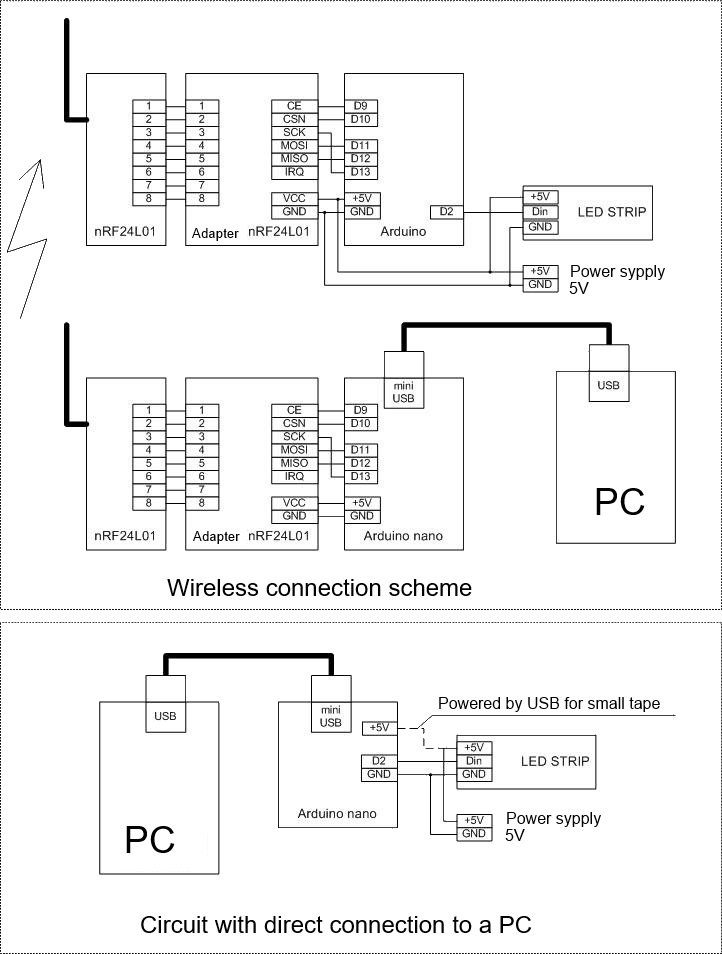 1 1 CE D9
2 2 CSN D10
3 3 SCK
4 4 MOSI D11
5 5 MISO D12
6 6 IRQ D13
7 7
8 8 VCC +5V
GND GND D2
nRF24L01 Adapter nRF24L01 Arduino
+5V
Din LED STRIP
GND
+5V Power sypply
GND 5V
mini
USB
USB
1 1 CE D9
2 2 CSN D10
3 3 SCK
4 4 MOSI D11
5 5 MISO D12
6 6 IRQ D13
7 7
8 8 VCC +5V
GND GND
nRF24L01 Adapter nRF24L01 Arduino nano
PC
Wireless connection scheme
USB
mini
USB
Powered by USB for small tape
+5V
D2
GND
+5V
Din LED STRIP
GND
Arduino nano
+5V Power sypply
GND 5V
PC
Circuit with direct connection to a PC